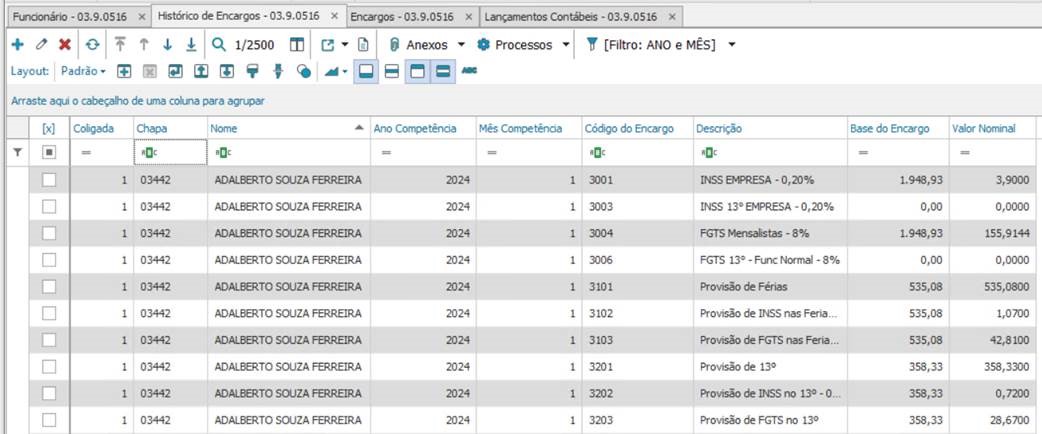 Funcionário - 03.9.0516 × Histórico de Encargos - 03.9.0516 × Encargos - 03.9.0516 × Lançamentos Contábeis - 03.9.0516 ×
1/2500 Anexos Processos [Filtro: ANO e MÊS]
Layout: Padrão ABC
Arraste aqui o cabeçalho de uma coluna para agrupar
[x] Coligada Chapa Nome Ano Competência Mês Competência Código do Encargo Descrição Base do Encargo Valor Nominal
= ABC ABC = = ABC ABC = =
1 03442 ADALBERTO SOUZA FERREIRA 2024 1 3001 INSS EMPRESA - 0,20% 1.948,93 3,9000
1 03442 ADALBERTO SOUZA FERREIRA 2024 1 3003 INSS 13º EMPRESA - 0,20% 0,00 0,0000
1 03442 ADALBERTO SOUZA FERREIRA 2024 1 3004 FGTS Mensalistas - 8% 1.948,93 155,9144
1 03442 ADALBERTO SOUZA FERREIRA 2024 1 3006 FGTS 13º - Func Normal - 8% 0,00 0,0000
1 03442 ADALBERTO SOUZA FERREIRA 2024 1 3101 Provisão de Férias 535,08 535,0800
1 03442 ADALBERTO SOUZA FERREIRA 2024 1 3102 Provisão de INSS nas Feria... 535,08 1,0700
1 03442 ADALBERTO SOUZA FERREIRA 2024 1 3103 Provisão de FGTS nas Feria... 535,08 42,8100
1 03442 ADALBERTO SOUZA FERREIRA 2024 1 3201 Provisão de 13º 358,33 358,3300
1 03442 ADALBERTO SOUZA FERREIRA 2024 1 3202 Provisão de INSS no 13º - 0... 358,33 0,7200
1 03442 ADALBERTO SOUZA FERREIRA 2024 1 3203 Provisão de FGTS no 13º 358,33 28,6700